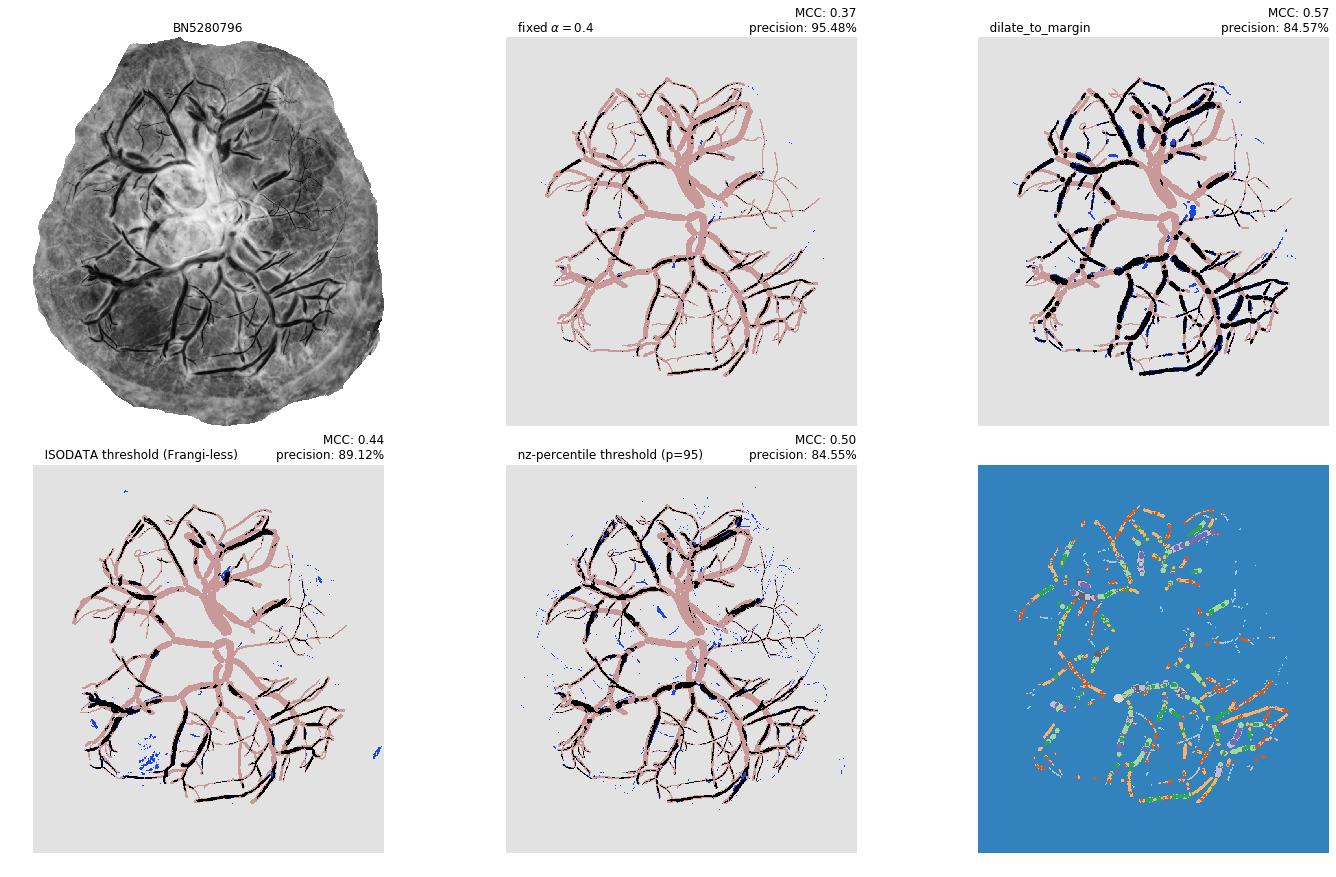 BN5280796
MCC: 0.37
fixed α = 0.4 precision: 95.48%
MCC: 0.57
dilate_to_margin precision: 84.57%
MCC: 0.44
ISODATA threshold (Frangi-less) precision: 89.12%
MCC: 0.50
nz-percentile threshold (p=95) precision: 84.55%